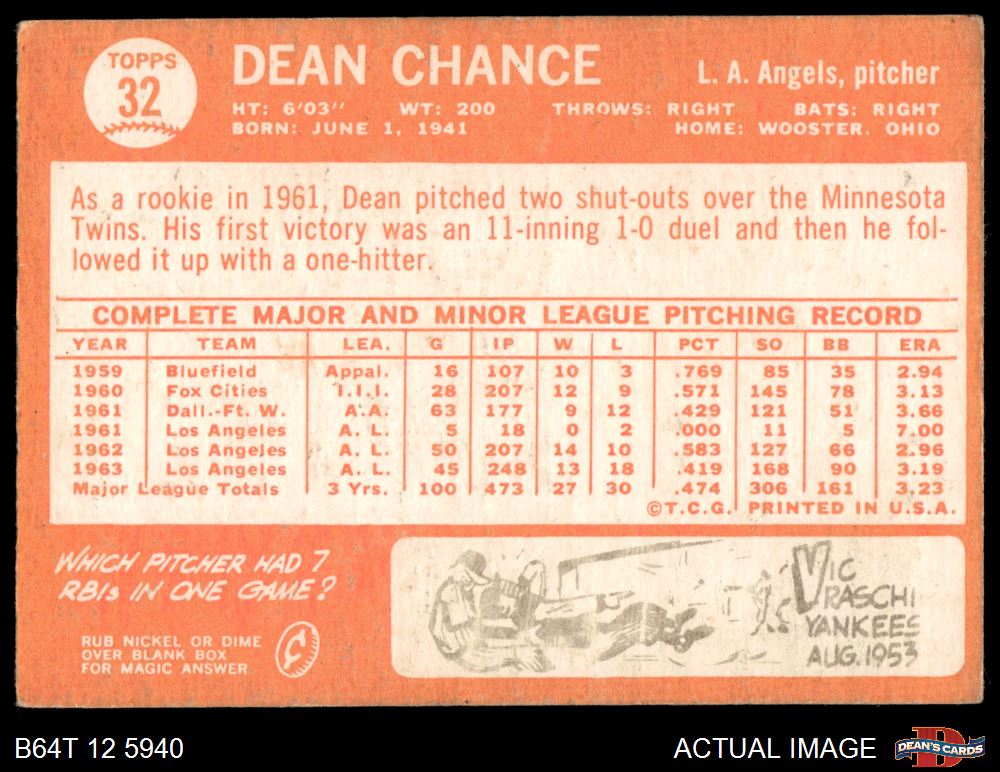 TOPPS
32
DEAN CHANCE
L. A. Angels, pitcher
HT: 6'03" WT: 200 THROWS: RIGHT BATS: RIGHT
BORN: JUNE 1, 1941 HOME: WOOSTER. OHIO
As a rookie in 1961, Dean pitched two shut-outs over the Minnesota
Twins. His first victory was an 11-inning 1-0 duel and then he fol-
lowed it up with a one-hitter.
COMPLETE MAJOR AND MINOR LEAGUE PITCHING RECORD
YEAR TEAM LEA. G IP W L PCT SO BB ERA
1959 Bluefield Appal. 16 107 10 3 .769 85 35 2.94
1960 Fox Cities I.I.I. 28 207 12 9 .571 145 78 3.13
1961 Dall.-Ft. W. A.A. 63 177 9 12 .429 121 51 3.66
1961 Los Angeles A. L. 5 18 0 2 .000 11 5 7.00
1962 Los Angeles A. L. 50 207 14 10 .583 127 66 2.96
1963 Los Angeles A. L. 45 248 13 18 .419 168 90 3.19
Major League Totals 3 Yrs. 100 473 27 30 .474 306 161 3.23
©T.C.G. PRINTED IN U.S.A.
WHICH PITCHER HAD 7
RBIs IN ONE GAME?
RUB NICKEL OR DIME
OVER BLANK BOX
FOR MAGIC ANSWER
¢
VIC
RASCHI
YANKEES
AUG. 1953
B64T 12 5940
ACTUAL IMAGE
D
DEAN'S CARDS